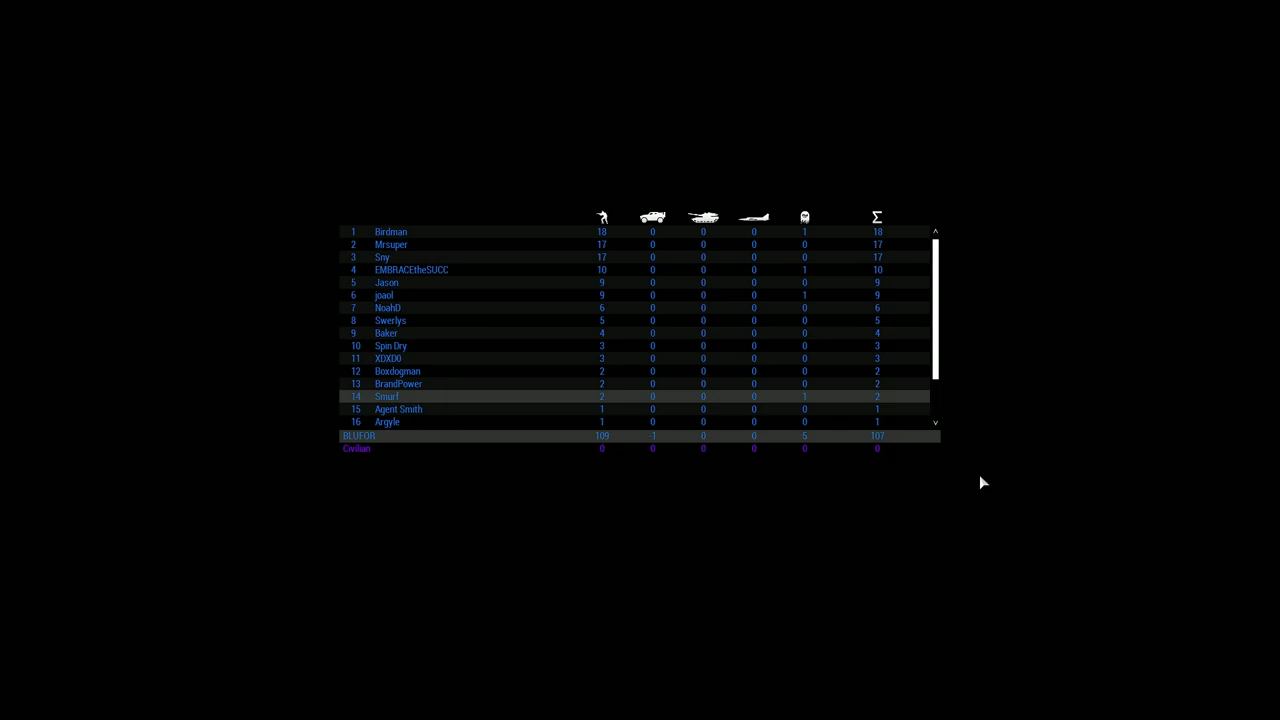 Σ
1 Birdman 18 0 0 0 1 18
2 Mrsuper 17 0 0 0 0 17
3 Sny 17 0 0 0 0 17
4 EMBRACEtheSUCC 10 0 0 0 1 10
5 Jason 9 0 0 0 0 9
6 joaol 9 0 0 0 1 9
7 NoahD 6 0 0 0 0 6
8 Swerlys 5 0 0 0 0 5
9 Baker 4 0 0 0 0 4
10 Spin Dry 3 0 0 0 0 3
11 XDXD0 3 0 0 0 0 3
12 Boxdogman 2 0 0 0 0 2
13 BrandPower 2 0 0 0 0 2
14 Smurf 2 0 0 0 1 2
15 Agent Smith 1 0 0 0 0 1
16 Argyle 1 0 0 0 0 1
BLUFOR 109 -1 0 0 5 107
Civilian 0 0 0 0 0 0